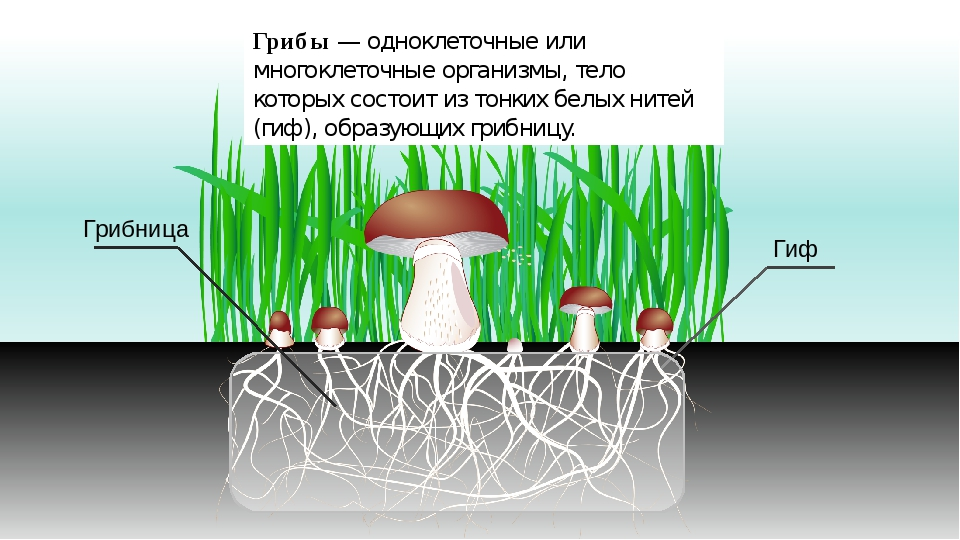 Грибы — одноклеточные или
многоклеточные организмы, тело
которых состоит из тонких белых нитей
(гиф), образующих грибницу.
Грибница
Гиф